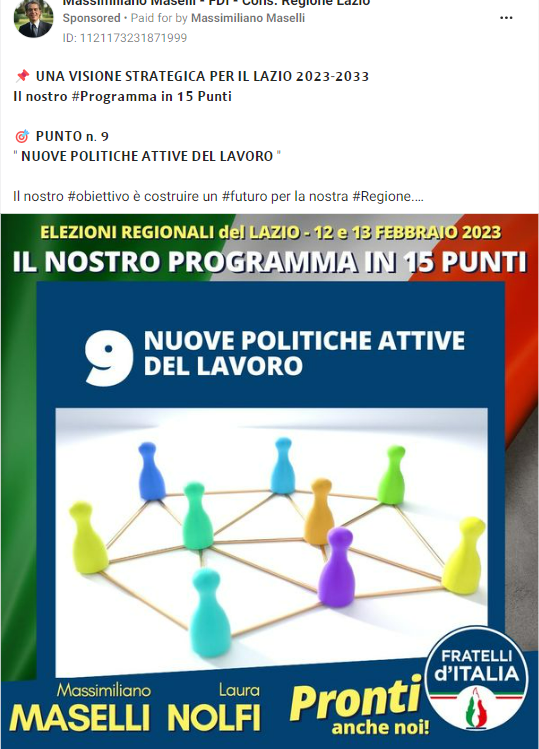 Massimiliano Maselli - FDI - Cons. Regione Lazio
Sponsored • Paid for by Massimiliano Maselli
ID: 1121173231871999
📌 UNA VISIONE STRATEGICA PER IL LAZIO 2023-2033
Il nostro #Programma in 15 Punti
🎯 PUNTO n. 9
" NUOVE POLITICHE ATTIVE DEL LAVORO "
Il nostro #obiettivo è costruire un #futuro per la nostra #Regione....
ELEZIONI REGIONALI del LAZIO - 12 e 13 FEBBRAIO 2023
IL NOSTRO PROGRAMMA IN 15 PUNTI
9 NUOVE POLITICHE ATTIVE
DEL LAVORO
Massimiliano
MASELLI
Laura
NOLFI
Pronti
anche noi!
FRATELLI
d'ITALIA